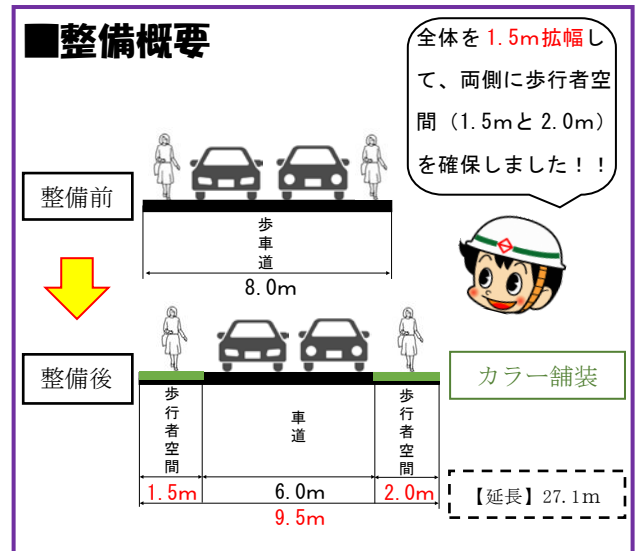 ■整備概要
全体を1.5m拡幅し
て、両側に歩行者空
間（1.5mと2.0m）
を確保しました！！
整備前
歩車道
8.0m
整備後
カラー舗装
歩行者空間
車道
歩行者空間
1.5m
6.0m
2.0m
9.5m
【延長】27.1m